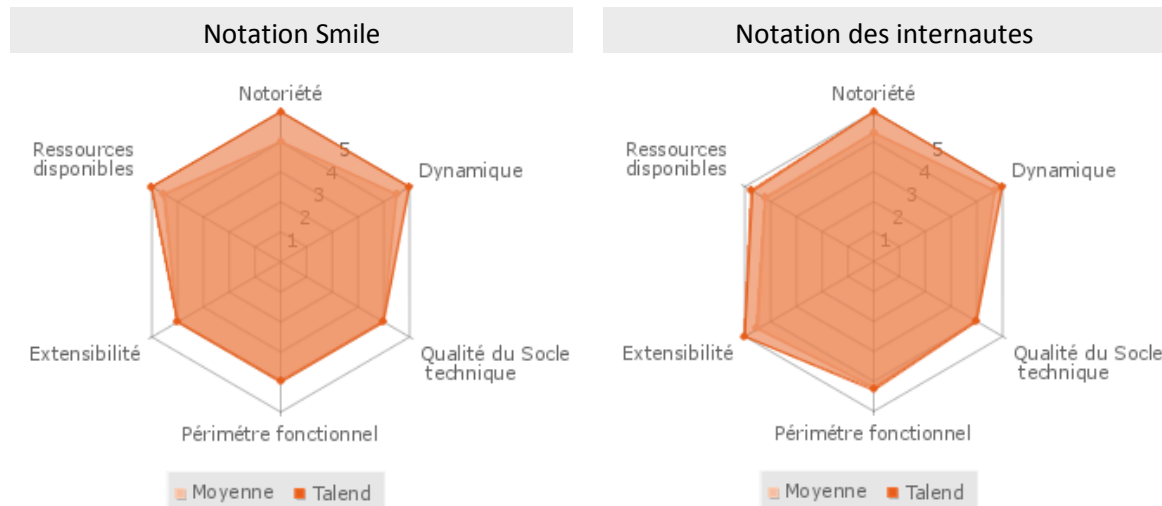 Notation Smile
Notoriété
Ressources
disponibles
5
4
3
2
1
Dynamique
Extensibilité
Qualité du Socle
technique
Périmétre fonctionnel
Moyenne Talend
Notation des internautes
Notoriété
Ressources
disponibles
5
4
3
2
1
Dynamique
Extensibilité
Qualité du Socle
technique
Périmétre fonctionnel
Moyenne Talend